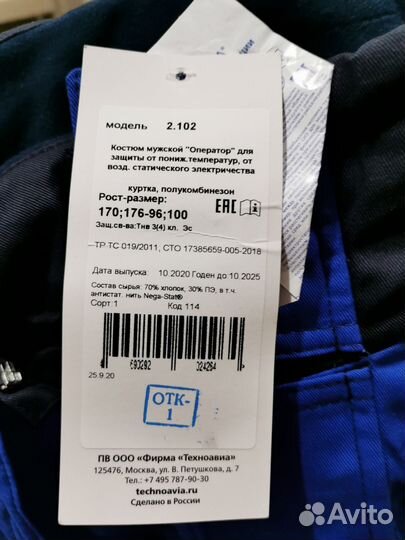 модель 2.102
Костюм мужской "Оператор" для
защиты от пониж.температур, от
возд. статического электричества
куртка, полукомбинезон
Рост-размер:
170;176-96;100
EAC
Защ.св-ва:Тнв 3(4) кл. Эс
ТР ТС 019/2011, СТО 17385659-005-2018
Дата выпуска 10.2020 Годен до 10.2025
Состав сырья: 70% хлопок, 30% ПЭ, в т.ч.
антистат. нить Nega-Stat®
Сорт 1 Код 114
4 693292 324264
25.9.20
ОТК-
1
ПВ ООО «Фирма «Техноавиа»
125476, Москва, ул. В. Петушкова, д. 7
Тел.: +7 495 787-90-30
technoavia.ru
Сделано в России
Avito